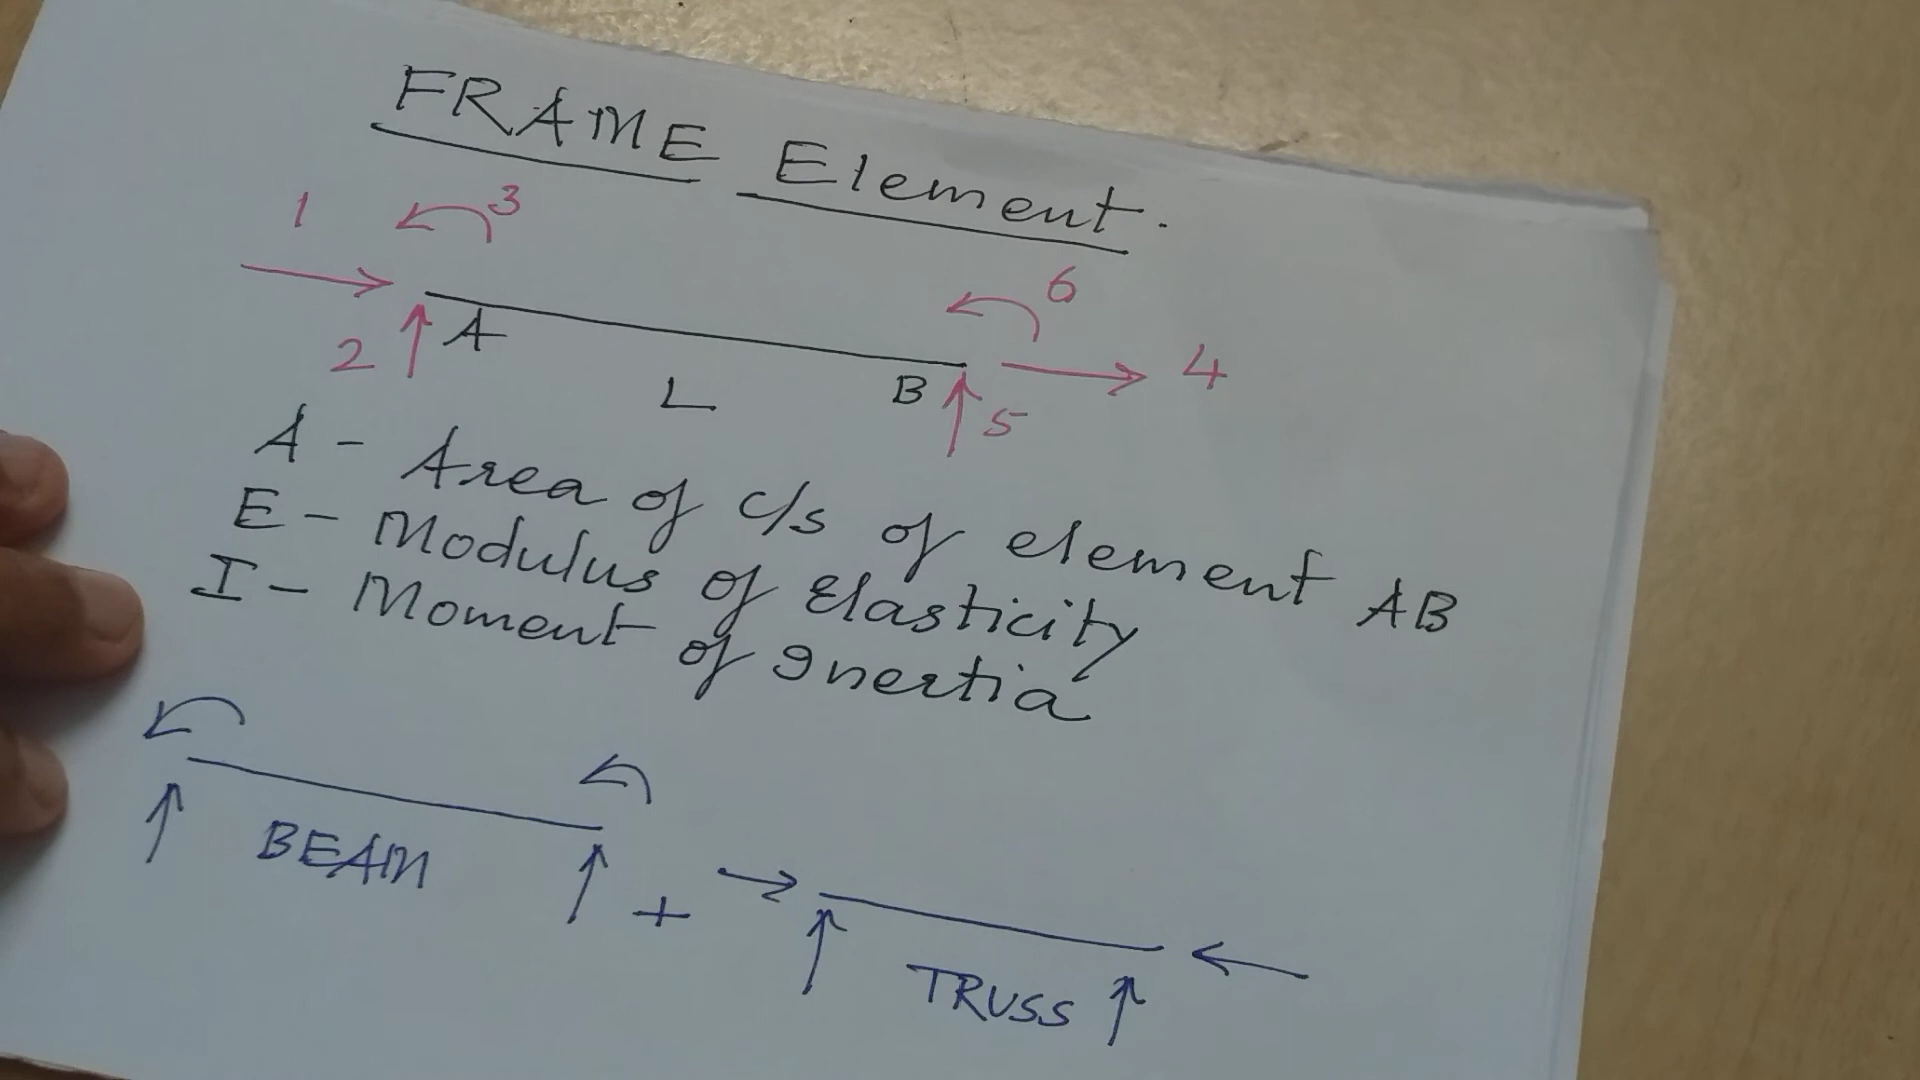 FRAME Element.
1 3
6
2 A
L B 5 4
A - Area of c/s of element AB
E - Modulus of Elasticity
I - Moment of Inertia
BEAM + TRUSS